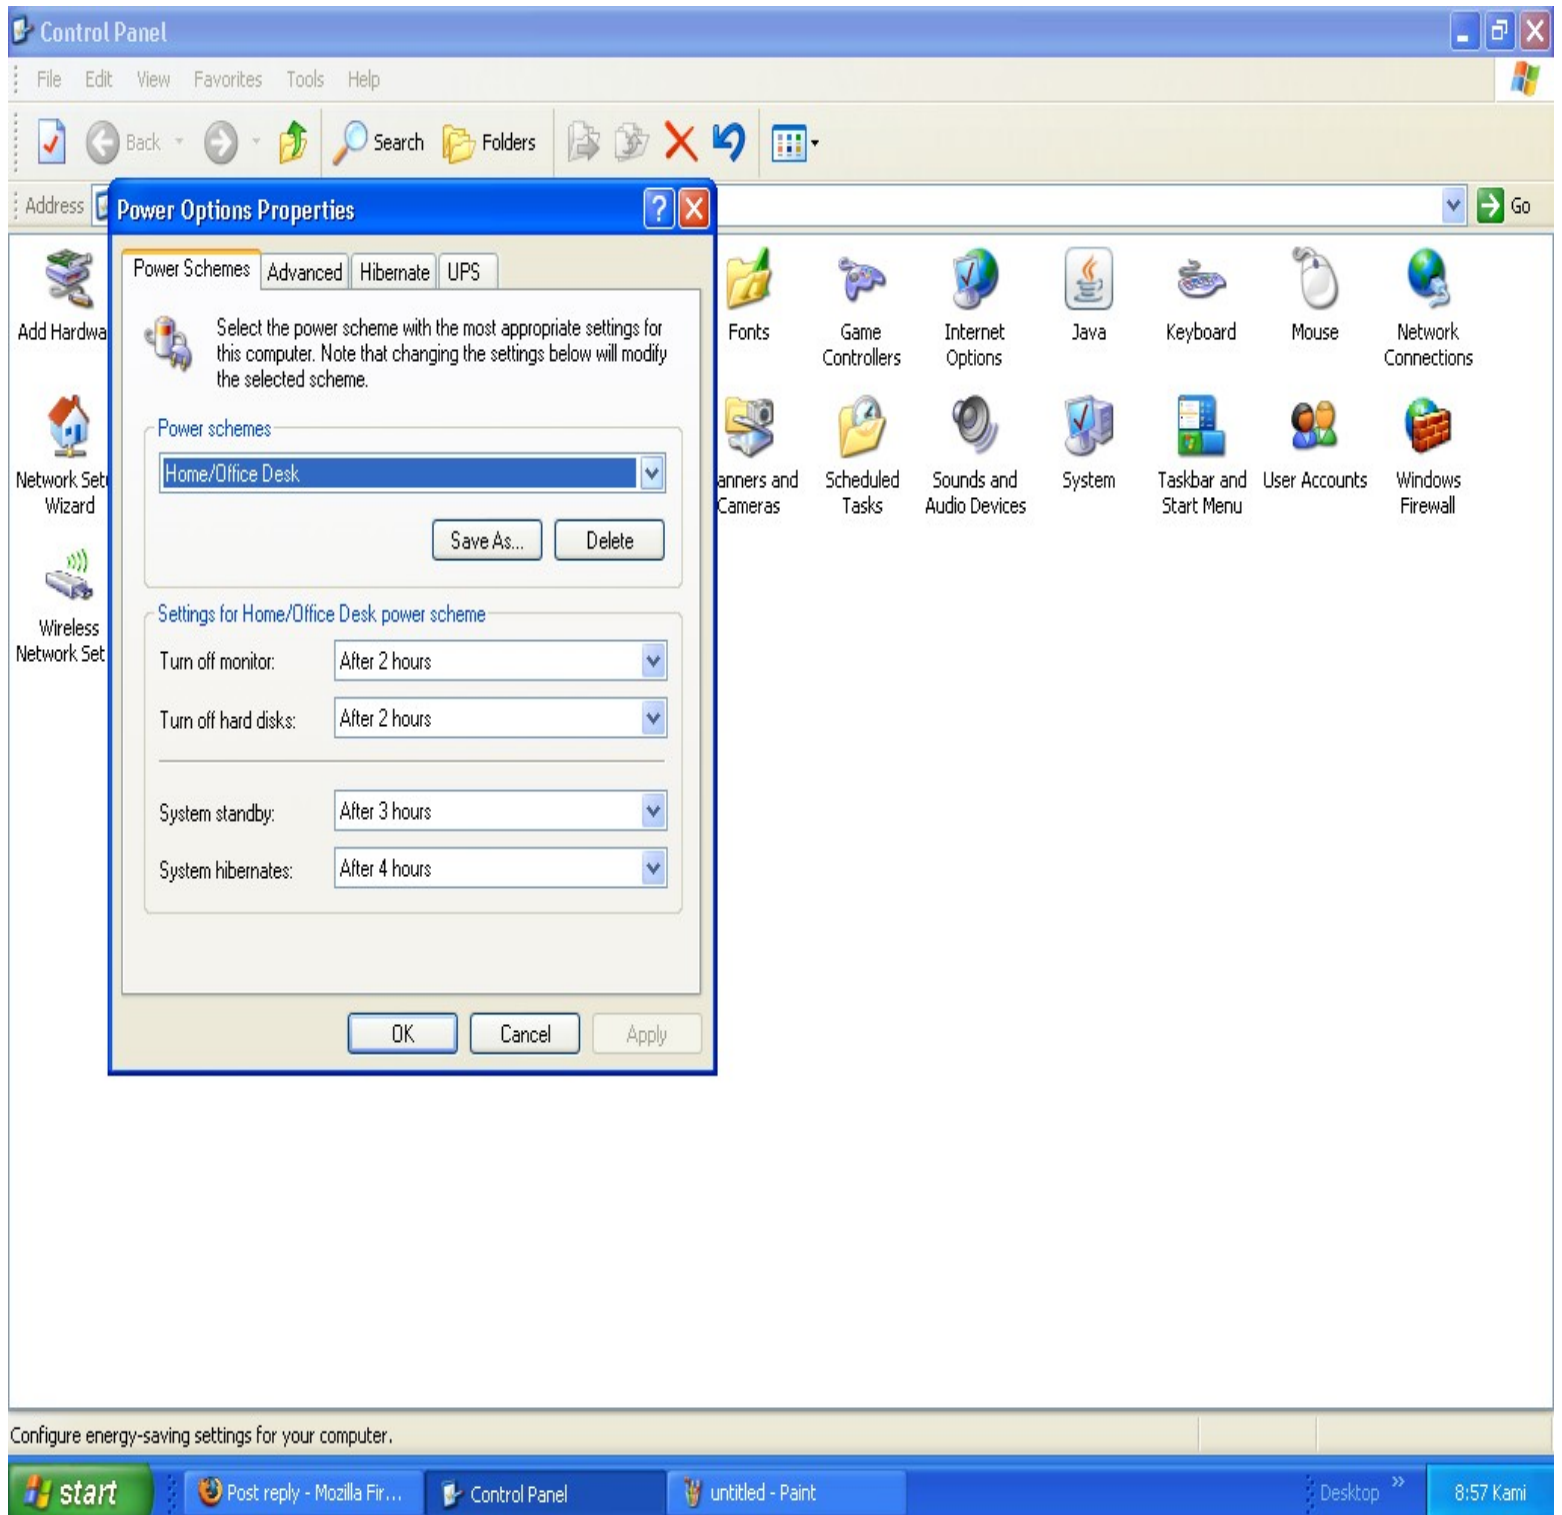 Control Panel
File Edit View Favorites Tools Help
Back Search Folders
Address Go
Power Options Properties
Power Schemes Advanced Hibernate UPS
Select the power scheme with the most appropriate settings for
this computer. Note that changing the settings below will modify
the selected scheme.
Power schemes
Home/Office Desk
Save As... Delete
Settings for Home/Office Desk power scheme
Turn off monitor: After 2 hours
Turn off hard disks: After 2 hours
System standby: After 3 hours
System hibernates: After 4 hours
OK Cancel Apply
Add Hardwa
Fonts
Game
Controllers
Internet
Options
Java
Keyboard
Mouse
Network
Connections
Network Set
Wizard
anners and
Cameras
Scheduled
Tasks
Sounds and
Audio Devices
System
Taskbar and
Start Menu
User Accounts
Windows
Firewall
Wireless
Network Set
Configure energy-saving settings for your computer.
start Post reply - Mozilla Fir... Control Panel untitled - Paint Desktop 8:57 Kami